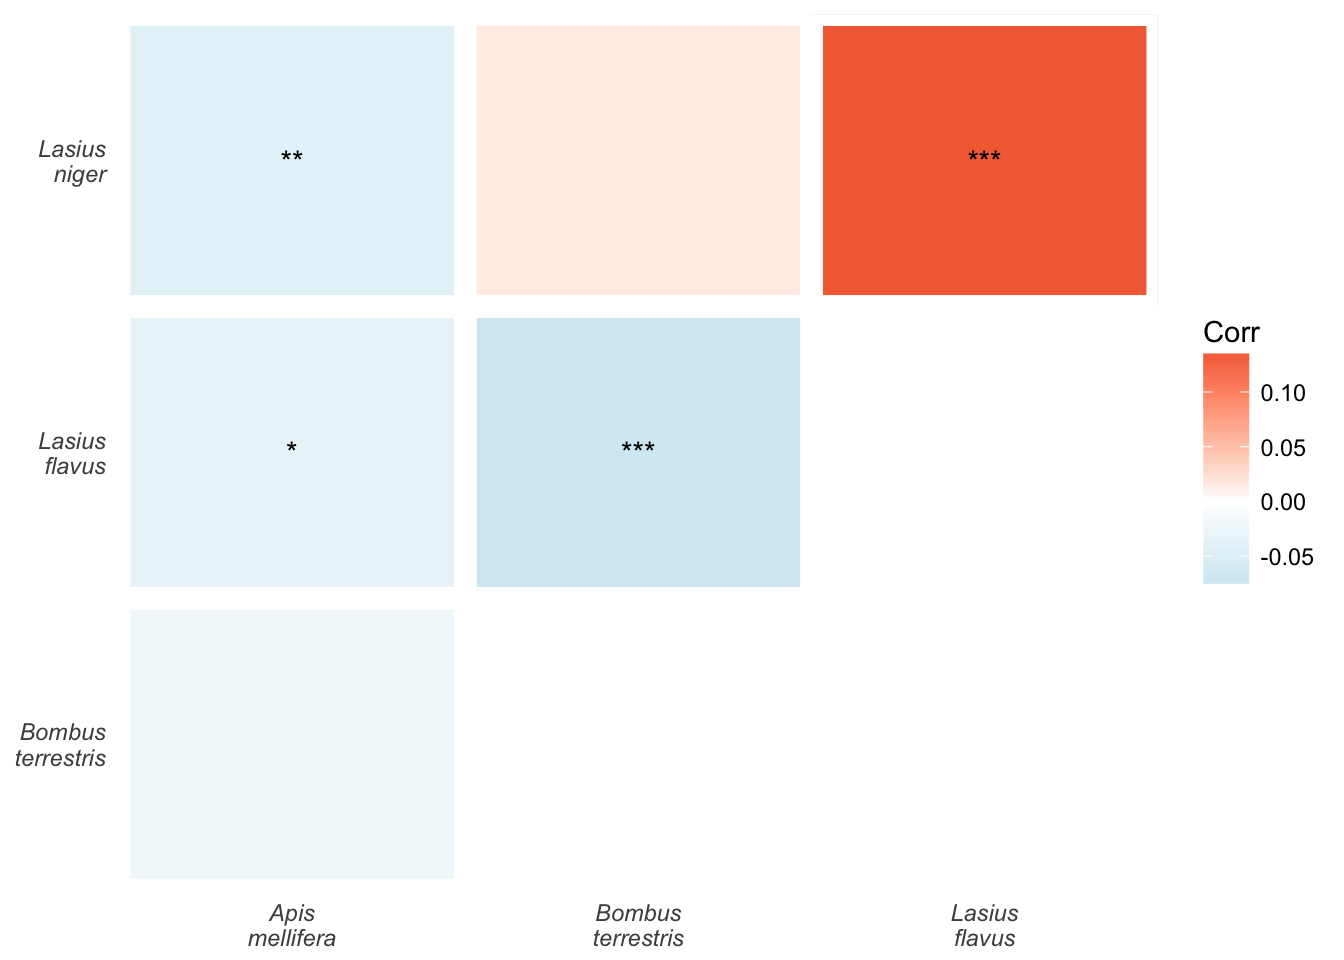 Lasius
niger
**
***
Lasius
flavus
*
***
Bombus
terrestris
Apis
mellifera
Bombus
terrestris
Lasius
flavus
Corr
0.10
0.05
0.00
-0.05